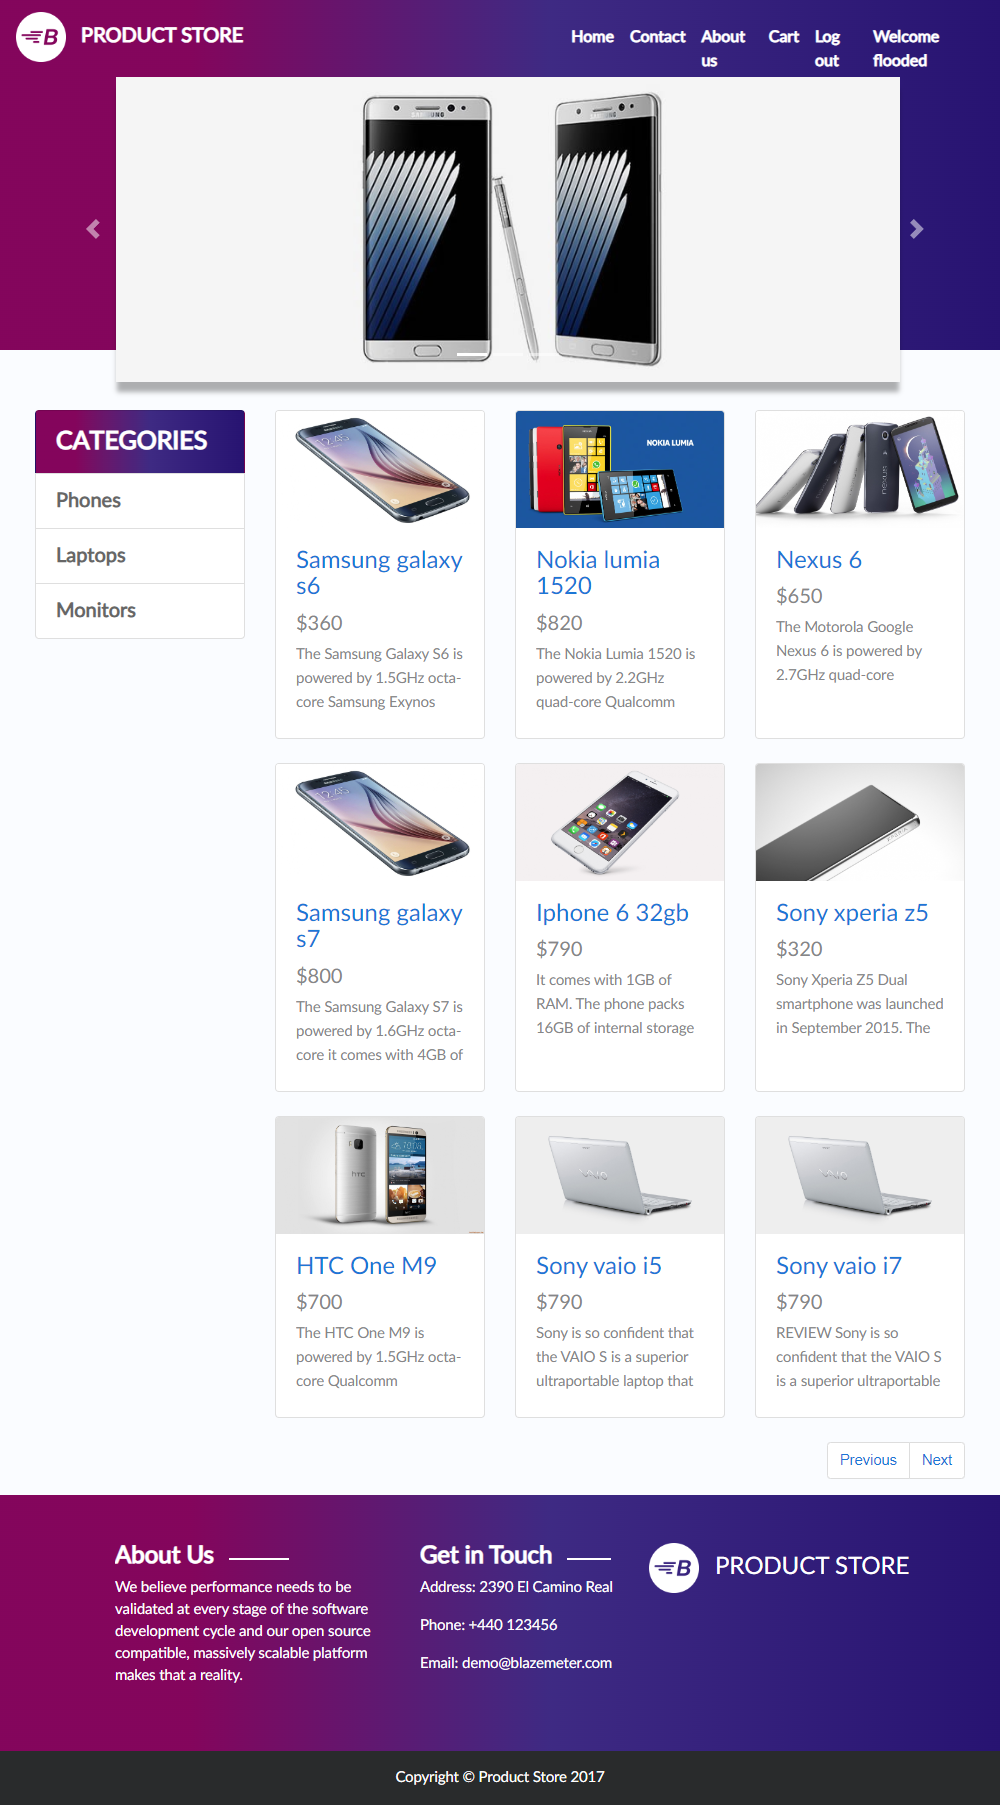 B PRODUCT STORE
Home Contact About us Cart Log out Welcome flooded
SAMSUNG SAMSUNG
CATEGORIES
Phones
Laptops
Monitors
Samsung galaxy
s6
$360
The Samsung Galaxy S6 is
powered by 1.5GHz octa-
core Samsung Exynos
NOKIA LUMIA
Nokia lumia
1520
$820
The Nokia Lumia 1520 is
powered by 2.2GHz
quad-core Qualcomm
nexus
Nexus 6
$650
The Motorola Google
Nexus 6 is powered by
2.7GHz quad-core
Samsung galaxy
s7
$800
The Samsung Galaxy S7 is
powered by 1.6GHz octa-
core it comes with 4GB of
Iphone 6 32gb
$790
It comes with 1GB of
RAM. The phone packs
16GB of internal storage
XPERIA
Sony xperia z5
$320
Sony Xperia Z5 Dual
smartphone was launched
in September 2015. The
hTC
HTC One M9
$700
The HTC One M9 is
powered by 1.5GHz octa-
core Qualcomm
VAIO
Sony vaio i5
$790
Sony is so confident that
the VAIO S is a superior
ultraportable laptop that
VAIO
Sony vaio i7
$790
REVIEW Sony is so
confident that the VAIO S
is a superior ultraportable
Previous Next
About Us
We believe performance needs to be
validated at every stage of the software
development cycle and our open source
compatible, massively scalable platform
makes that a reality.
Get in Touch
Address: 2390 El Camino Real
Phone: +440 123456
Email: demo@blazemeter.com
B PRODUCT STORE
Copyright © Product Store 2017